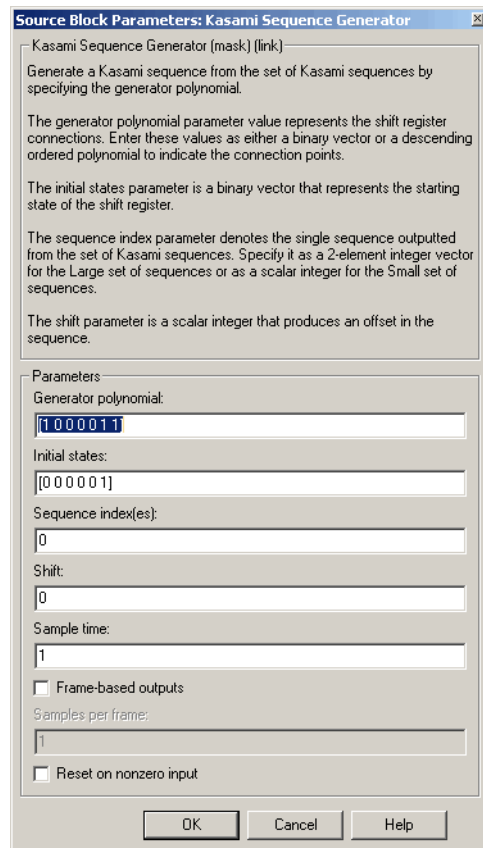 Source Block Parameters: Kasami Sequence Generator
Kasami Sequence Generator (mask) (link)
Generate a Kasami sequence from the set of Kasami sequences by
specifying the generator polynomial.
The generator polynomial parameter value represents the shift register
connections. Enter these values as either a binary vector or a descending
ordered polynomial to indicate the connection points.
The initial states parameter is a binary vector that represents the starting
state of the shift register.
The sequence index parameter denotes the single sequence outputted
from the set of Kasami sequences. Specify it as a 2-element integer vector
for the Large set of sequences or as a scalar integer for the Small set of
sequences.
The shift parameter is a scalar integer that produces an offset in the
sequence.
Parameters
Generator polynomial:
[1 0 0 0 0 1 1]
Initial states:
[0 0 0 0 0 1]
Sequence index(es):
0
Shift:
0
Sample time:
1
Frame-based outputs
Samples per frame:
1
Reset on nonzero input
OK Cancel Help